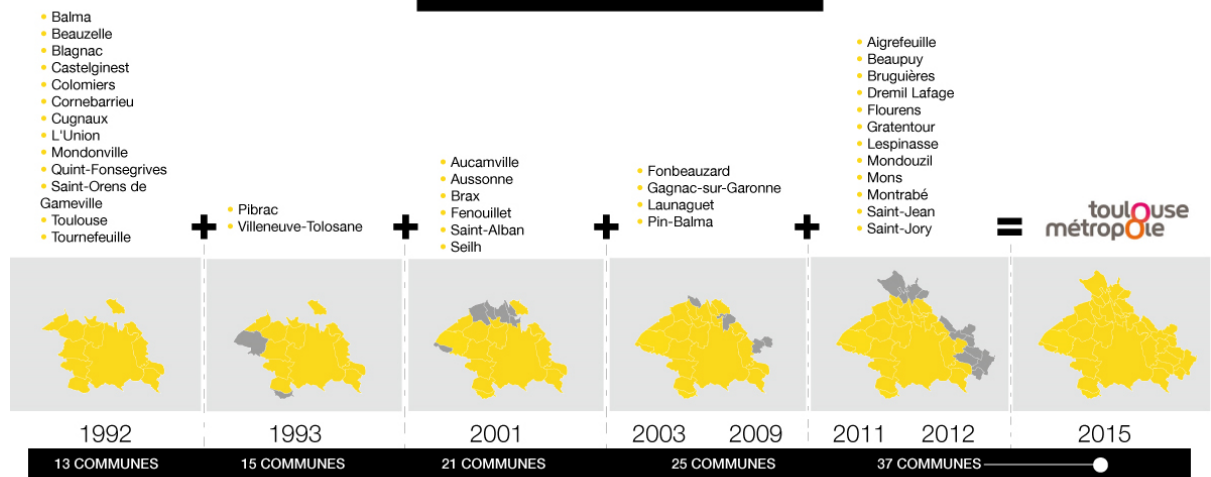 Balma
Beauzelle
Blagnac
Castelginest
Colomiers
Cornebarrieu
Cugnaux
L'Union
Mondonville
Quint-Fonsegrives
Saint-Orens de
Gameville
Toulouse
Tournefeuille
+
Pibrac
Villeneuve-Tolosane
+
Aucamville
Aussonne
Brax
Fenouillet
Saint-Alban
Seilh
+
Fonbeauzard
Gagnac-sur-Garonne
Launaguet
Pin-Balma
+
Aigrefeuille
Beaupuy
Bruguières
Dremil Lafage
Flourens
Gratentour
Lespinasse
Mondouzil
Mons
Montrabé
Saint-Jean
Saint-Jory
=
toulouse
métropole
1992
1993
2001
2003 2009
2011 2012
2015
13 COMMUNES
15 COMMUNES
21 COMMUNES
25 COMMUNES
37 COMMUNES